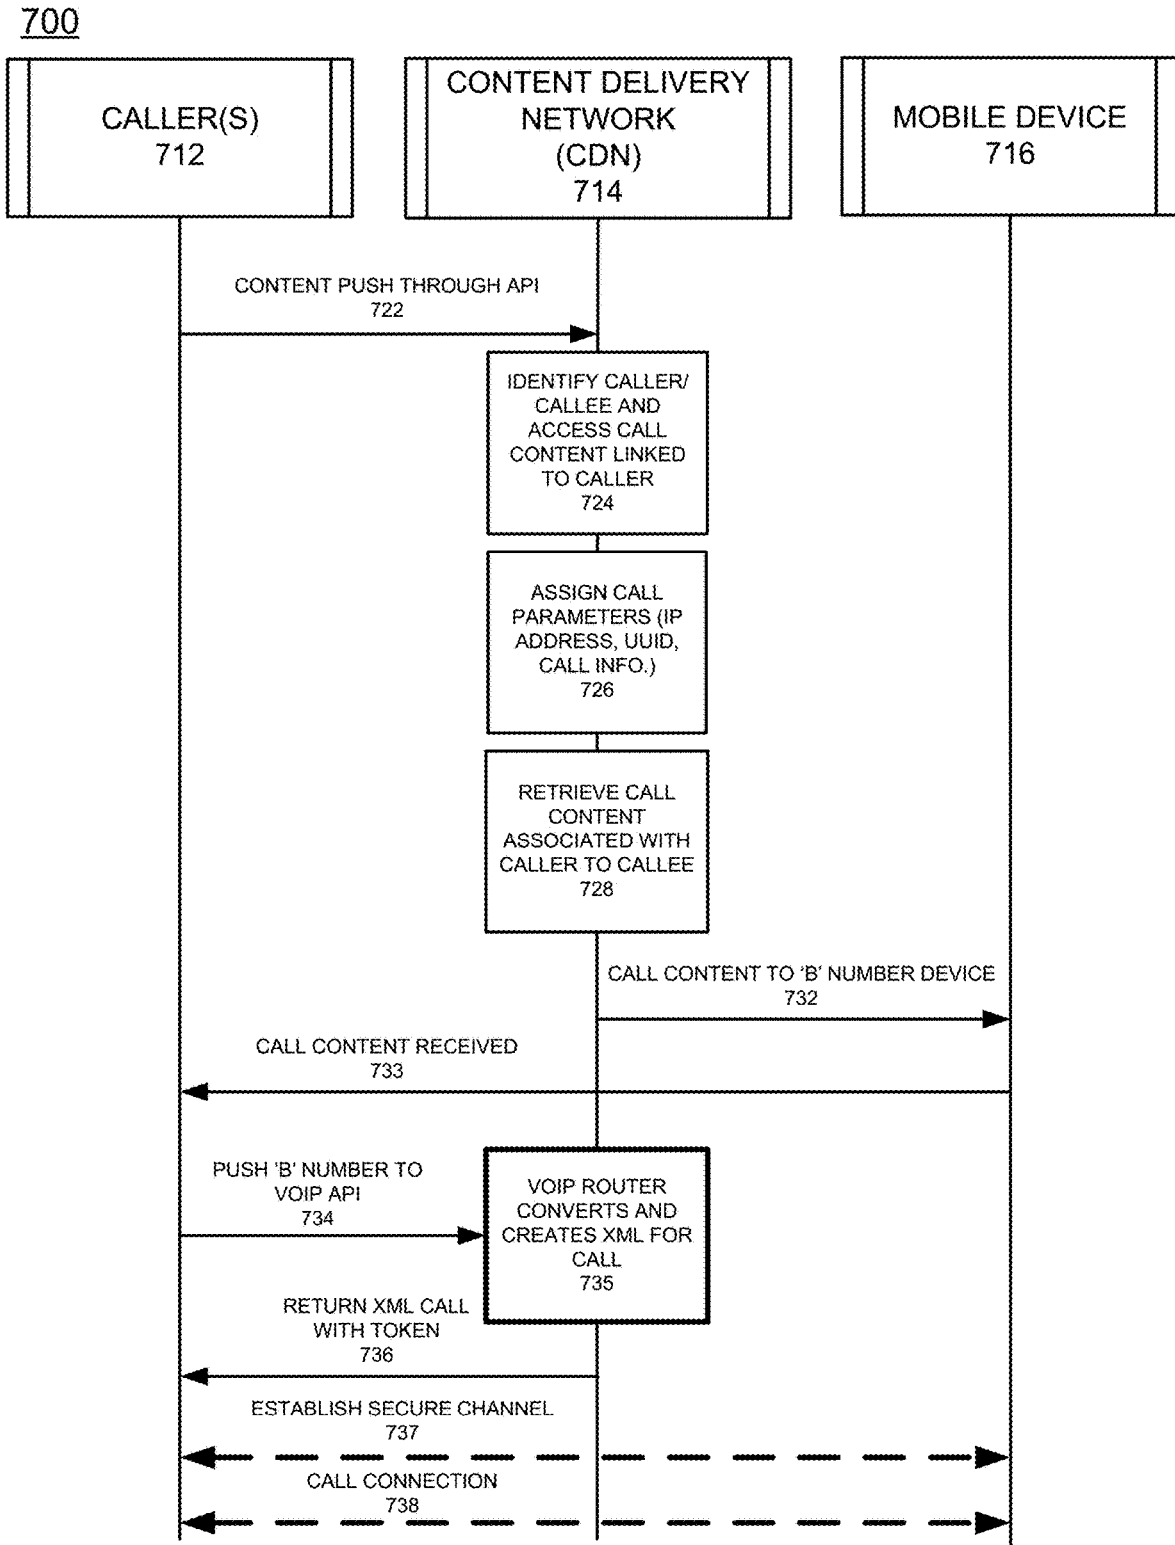 700
CALLER(S)
712
CONTENT DELIVERY
NETWORK
(CDN)
714
MOBILE DEVICE
716
CONTENT PUSH THROUGH API
722
IDENTIFY CALLER/
CALLEE AND
ACCESS CALL
CONTENT LINKED
TO CALLER
724
ASSIGN CALL
PARAMETERS (IP
ADDRESS, UUID,
CALL INFO.)
726
RETRIEVE CALL
CONTENT
ASSOCIATED WITH
CALLER TO CALLEE
728
CALL CONTENT TO 'B' NUMBER DEVICE
732
CALL CONTENT RECEIVED
733
PUSH 'B' NUMBER TO
VOIP API
734
VOIP ROUTER
CONVERTS AND
CREATES XML FOR
CALL
735
RETURN XML CALL
WITH TOKEN
736
ESTABLISH SECURE CHANNEL
737
CALL CONNECTION
738